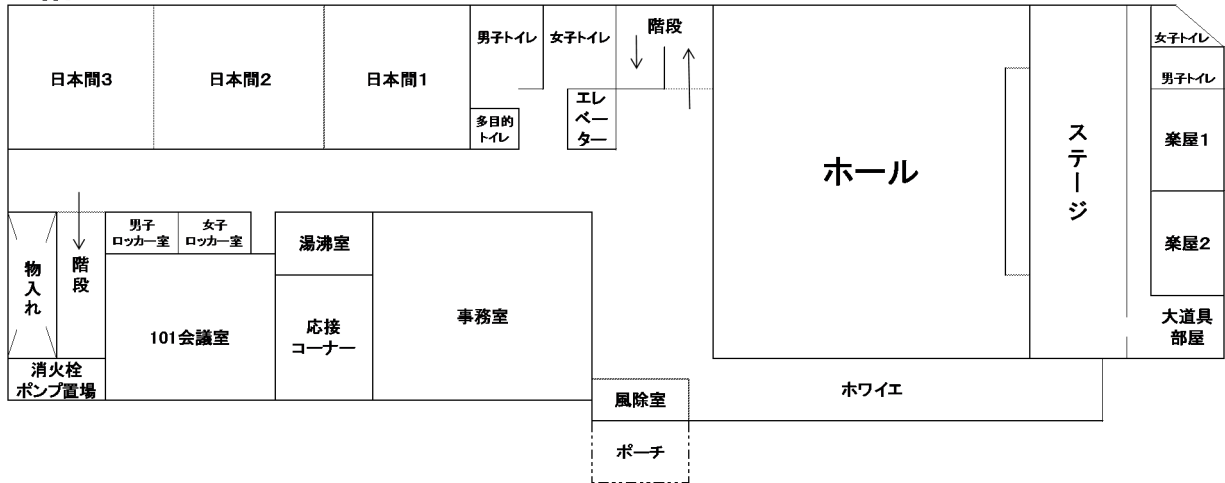 日本間3
日本間2
日本間1
男子トイレ
女子トイレ
階段
女子トイレ
男子トイレ
多目的
トイレ
エレ
ベー
ター
ホール
ステージ
楽屋1
楽屋2
大道具
部屋
物入れ
階段
男子
ロッカー室
女子
ロッカー室
湯沸室
101会議室
応接
コーナー
事務室
消火栓
ポンプ置場
風除室
ホワイエ
ポーチ